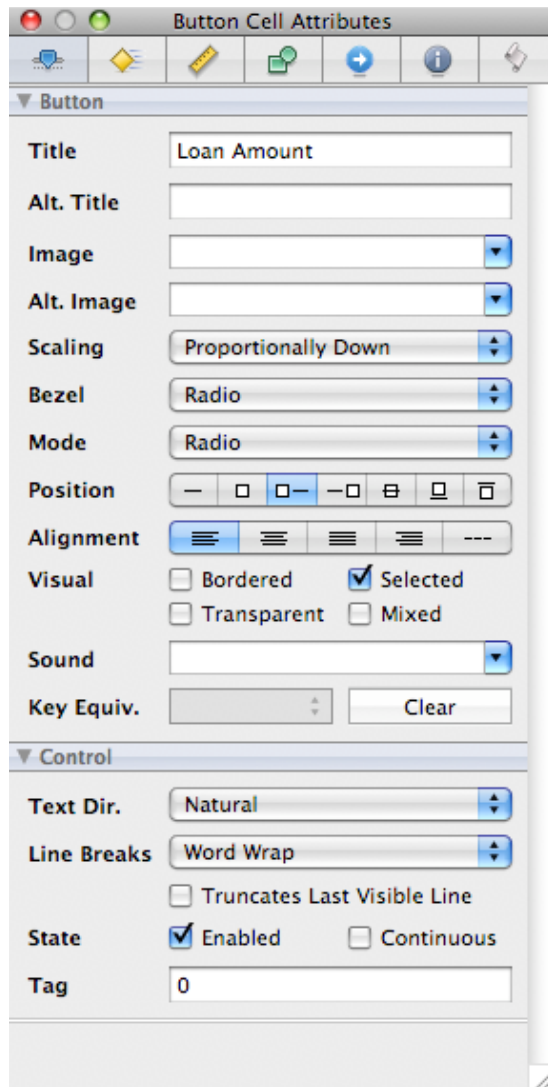 Button Cell Attributes
Button
Title Loan Amount
Alt. Title
Image
Alt. Image
Scaling Proportionally Down
Bezel Radio
Mode Radio
Position
Alignment
Visual Bordered Selected
Transparent Mixed
Sound
Key Equiv. Clear
Control
Text Dir. Natural
Line Breaks Word Wrap
Truncates Last Visible Line
State Enabled Continuous
Tag 0